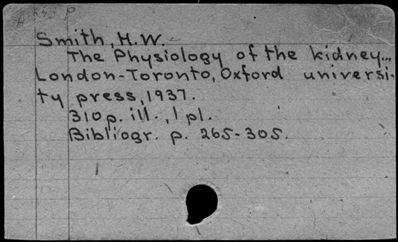 Smith, H.W.
The Physiology of the kidney...
London-Toronto, Oxford universi-
ty press, 1937.
310 p. ill., 1 pl.
Bibliogr. p. 265-305.